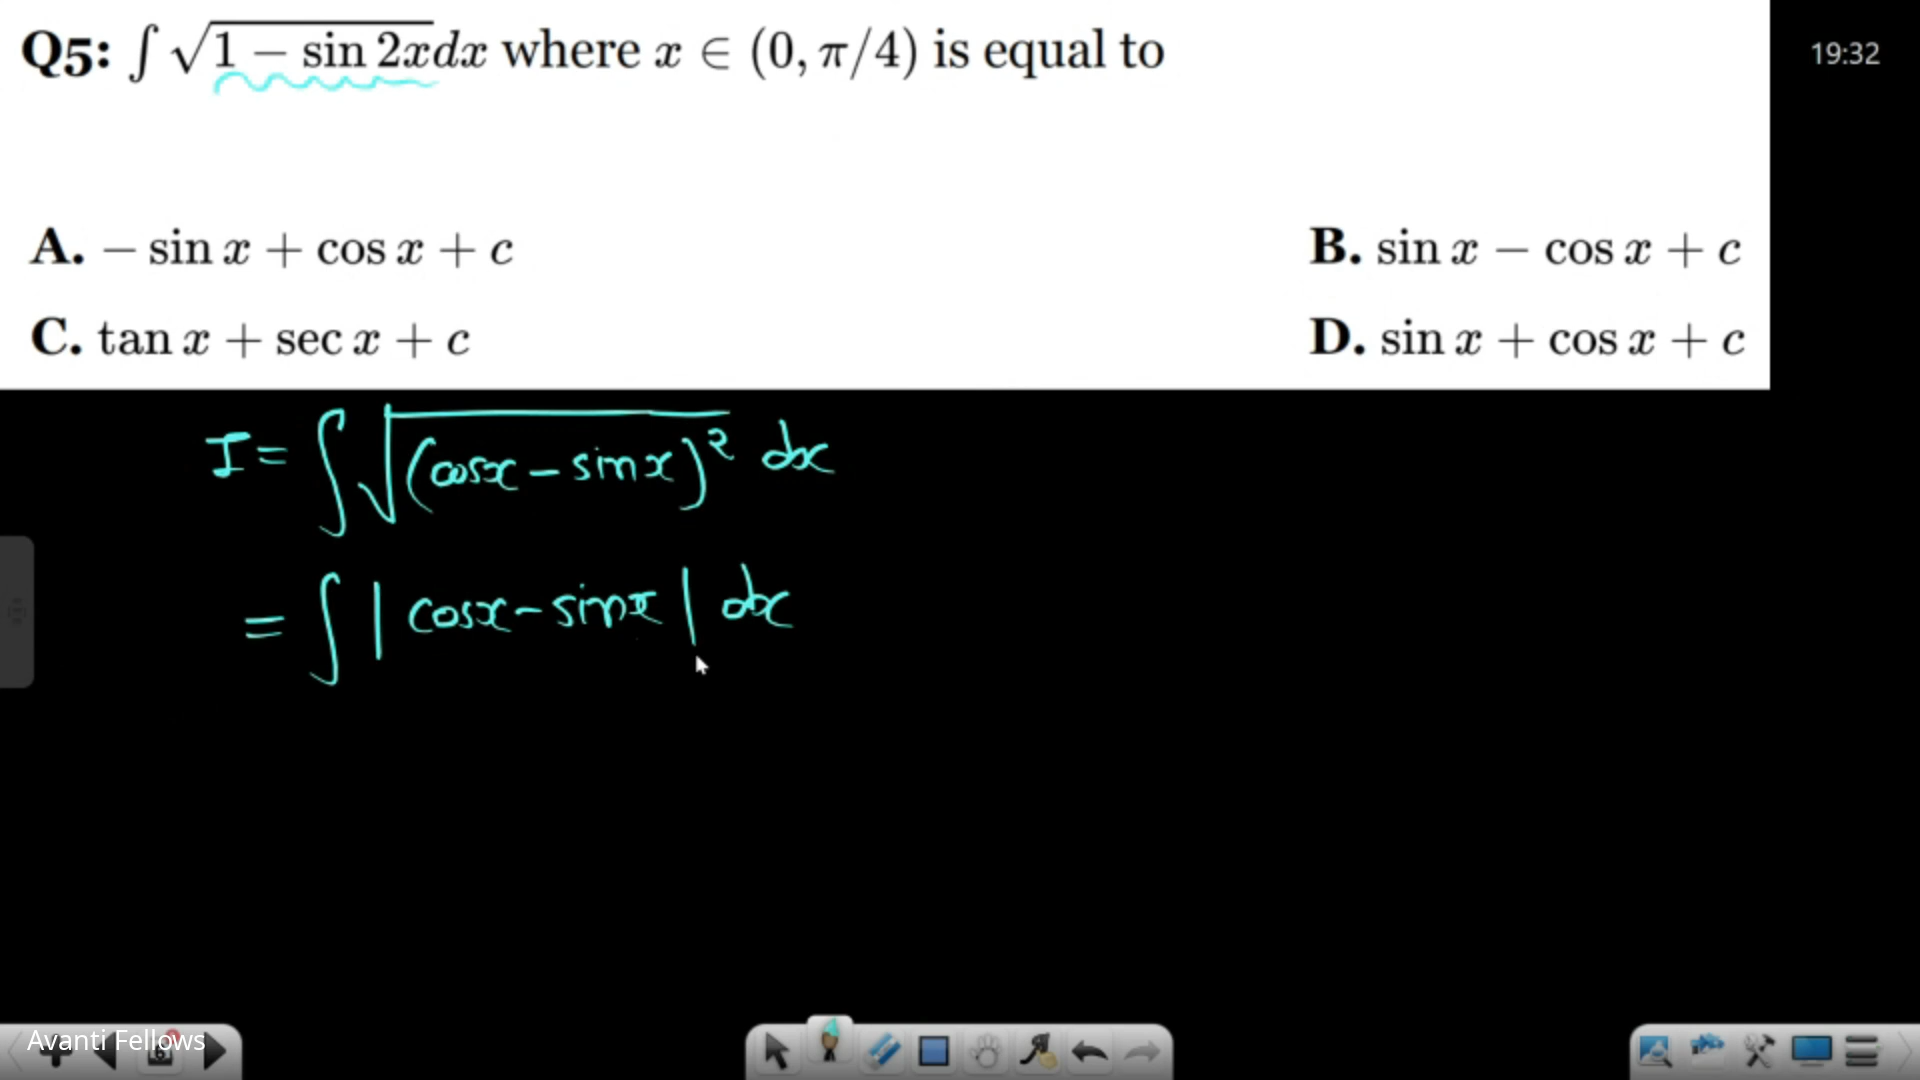 Q5: ∫ √(1 − sin 2x)dx where x ∈ (0, π/4) is equal to
19:32
A. − sin x + cos x + c
B. sin x − cos x + c
C. tan x + sec x + c
D. sin x + cos x + c
I = ∫ √(cosx − sinx)² dx
= ∫ | cosx − sinx | dx
Avanti Fellows